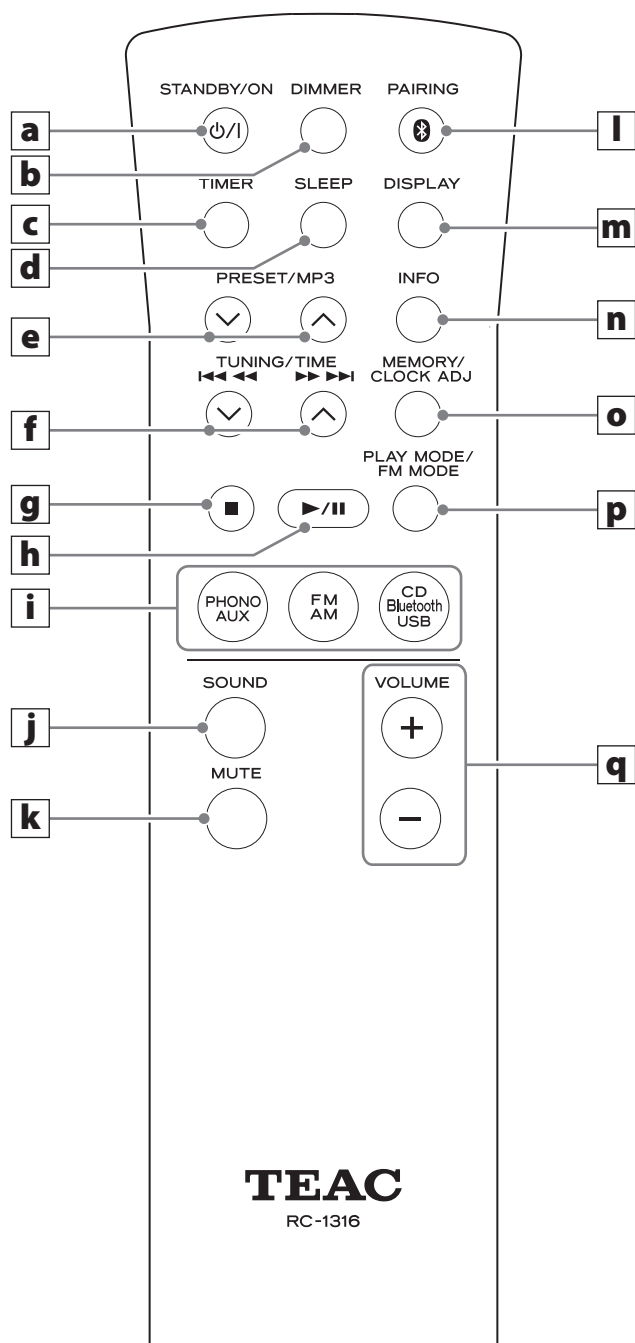 STANDBY/ON DIMMER PAIRING
a ⏻/I l
b
TIMER SLEEP DISPLAY
c m
d
PRESET/MP3 INFO
e n
TUNING/TIME MEMORY/
CLOCK ADJ
f o
PLAY MODE/
FM MODE
g p
h
i PHONO
AUX
FM
AM
CD
Bluetooth
USB
SOUND VOLUME
j +
MUTE q
k −
TEAC
RC-1316